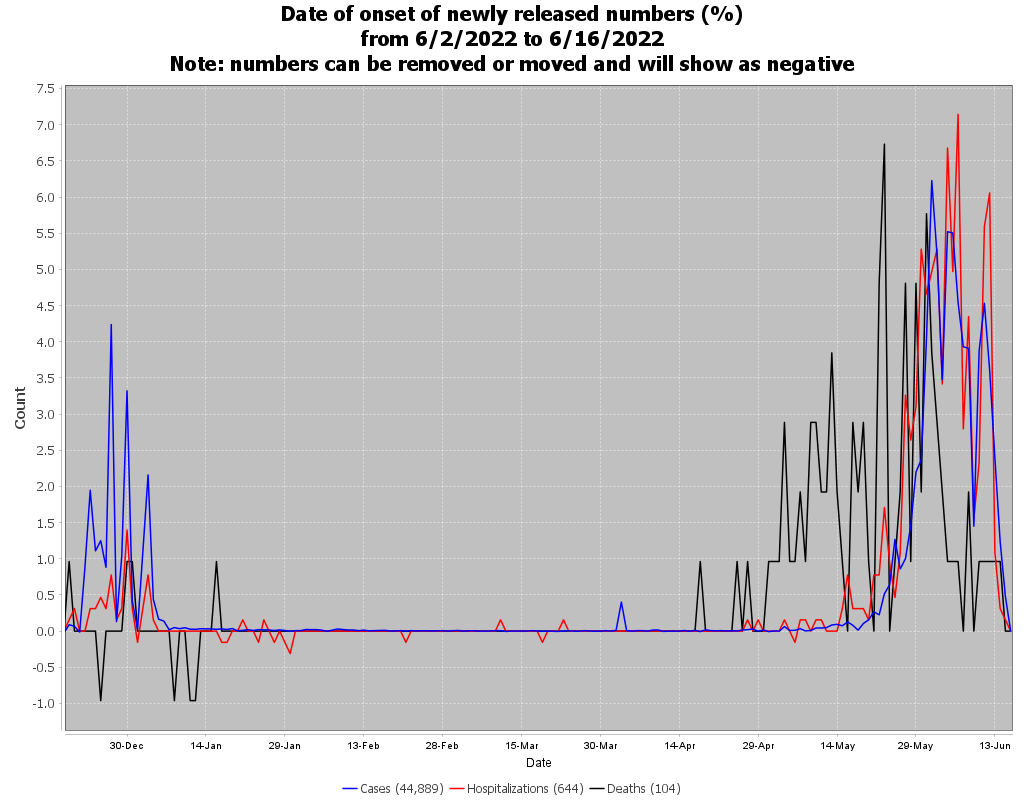 Date of onset of newly released numbers (%)
from 6/2/2022 to 6/16/2022
Note: numbers can be removed or moved and will show as negative
7.5
7.0
6.5
6.0
5.5
5.0
4.5
4.0
3.5
3.0
2.5
2.0
1.5
1.0
0.5
0.0
-0.5
-1.0
Count
30-Dec 14-Jan 29-Jan 13-Feb 28-Feb 15-Mar 30-Mar 14-Apr 29-Apr 14-May 29-May 13-Jun
Date
Cases (44,889) Hospitalizations (644) Deaths (104)